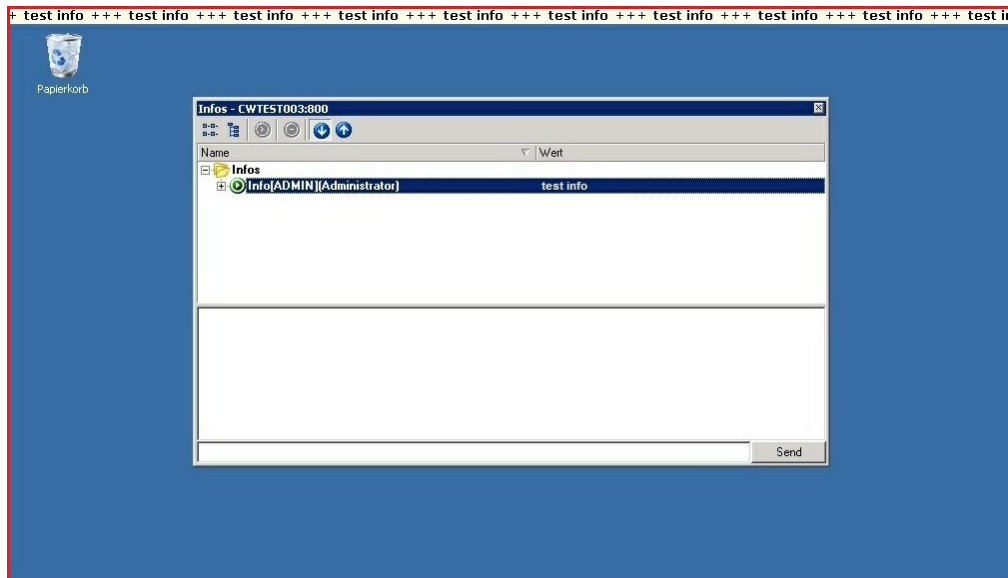 + test info +++ test info +++ test info +++ test info +++ test info +++ test info +++ test info +++ test info +++ test info +++ test in
Papierkorb
Infos - CWTEST003:800
Name Wert
Infos
Info[ADMIN](Administrator) test info
Send